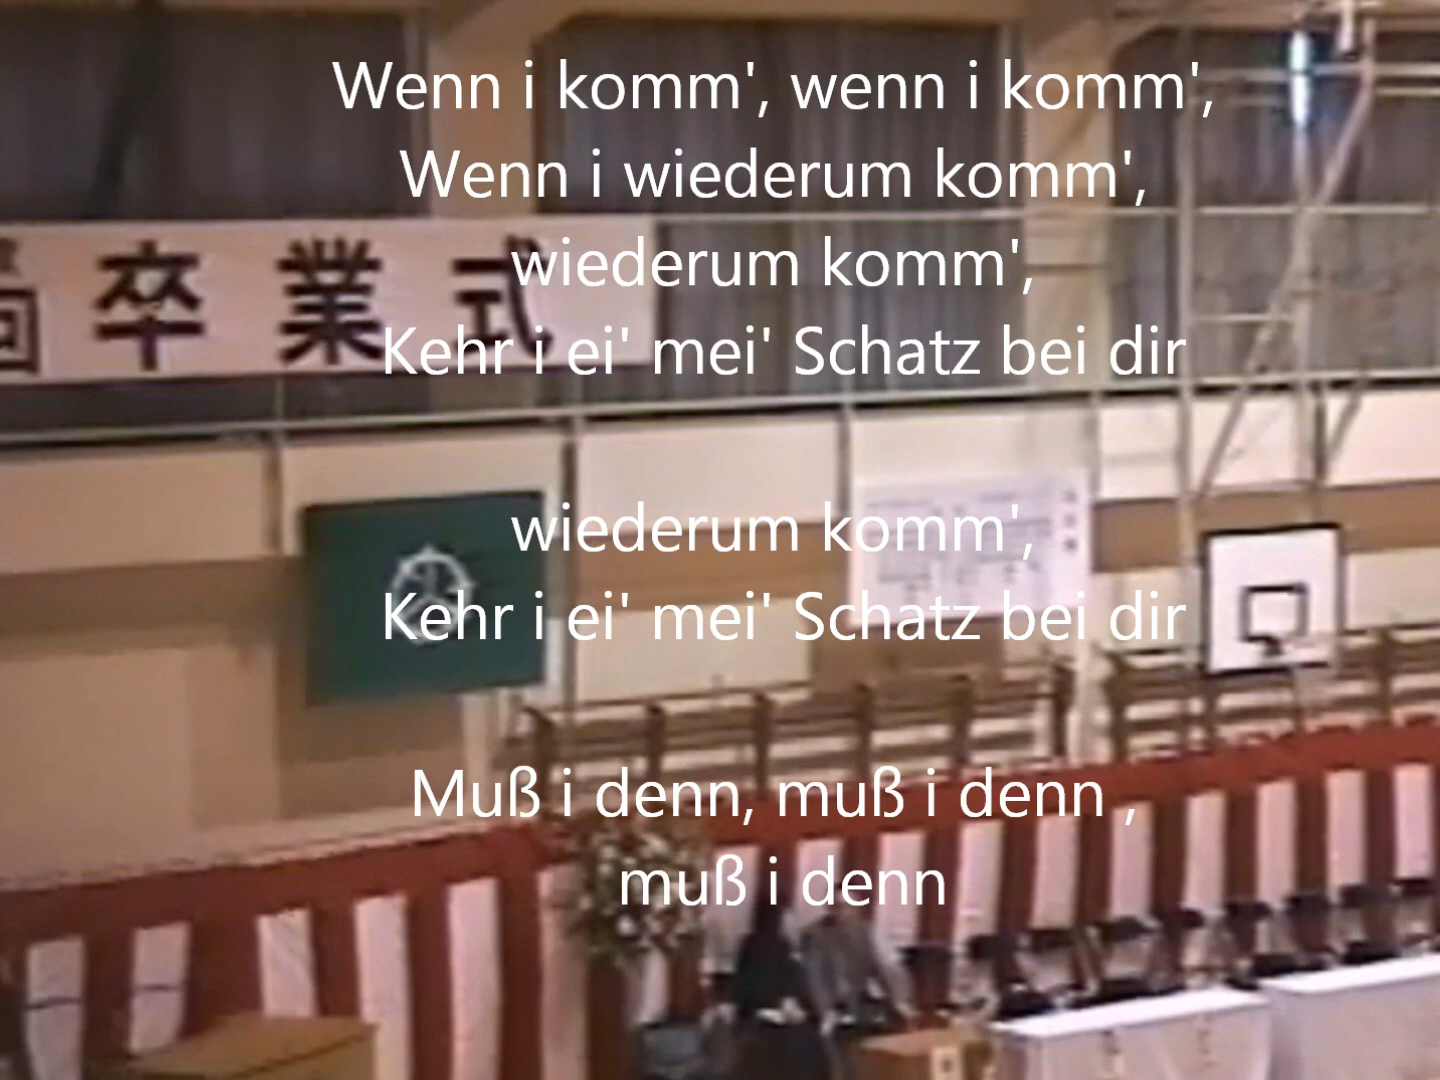 Wenn i komm', wenn i komm',
Wenn i wiederum komm',
wiederum komm',
Kehr i ei' mei' Schatz bei dir
卒業式
wiederum komm',
Kehr i ei' mei' Schatz bei dir
Muß i denn, muß i denn ,
muß i denn